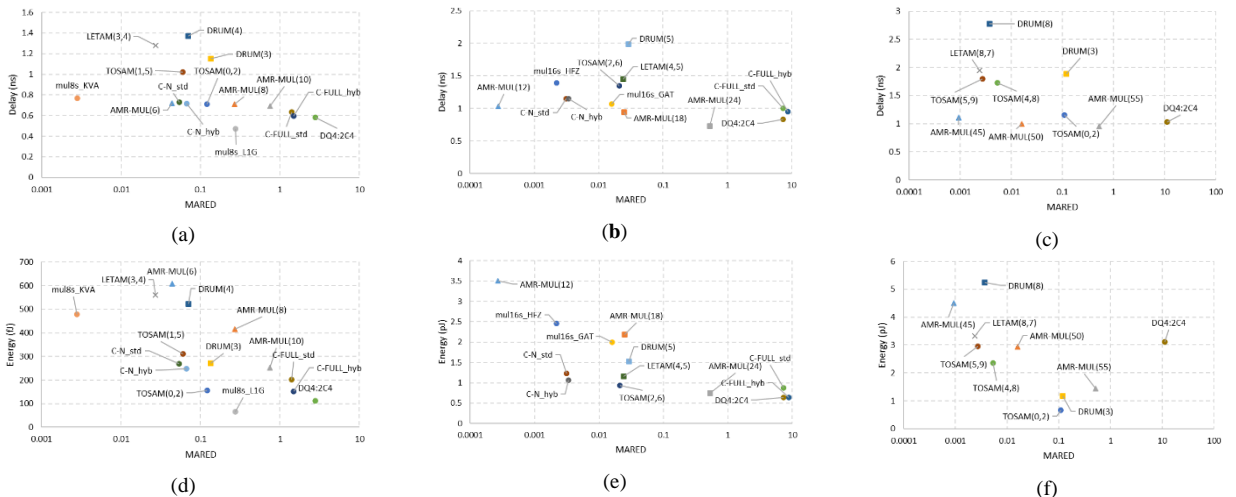 1.6
1.4
1.2
1
0.8
0.6
0.4
0.2
0
Delay (ns)
LETAM(3,4)
DRUM(4)
DRUM(3)
TOSAM(1,5)
TOSAM(0,2)
mul8s_KVA
C-N_std
AMR-MUL(10)
AMR-MUL(6)
AMR-MUL(8)
C-FULL_hyb
C-N_hyb
C-FULL_std
mul8s_L1G
DQ4:2C4
0.001 0.01 0.1 1 10
MARED
(a)
2.5
2
1.5
1
0.5
0
Delay (ns)
DRUM(5)
TOSAM(2,6)
mul16s_HFZ
LETAM(4,5)
C-FULL_hyb
AMR-MUL(12)
C-FULL_std
mul16s_GAT
C-N_std
C-N_hyb
AMR-MUL(24)
AMR-MUL(18)
DQ4:2C4
0.0001 0.001 0.01 0.1 1 10
MARED
(b)
3
2.5
2
1.5
1
0.5
0
Delay (ns)
DRUM(8)
LETAM(8,7)
DRUM(3)
TOSAM(5,9)
TOSAM(4,8)
AMR-MUL(55)
DQ4:2C4
AMR-MUL(45)
AMR-MUL(50)
TOSAM(0,2)
0.0001 0.001 0.01 0.1 1 10 100
MARED
(c)
700
600
500
400
300
200
100
0
Energy (fJ)
AMR-MUL(6)
LETAM(3,4)
mul8s_KVA
DRUM(4)
AMR-MUL(8)
TOSAM(1,5)
C-N_std
DRUM(3)
AMR-MUL(10)
C-FULL_std
C-N_hyb
C-FULL_hyb
TOSAM(0,2)
mul8s_L1G
DQ4:2C4
0.001 0.01 0.1 1 10
MARED
(d)
4
3.5
3
2.5
2
1.5
1
0.5
0
Energy (pJ)
AMR-MUL(12)
mul16s_HFZ
AMR MUL(18)
mul16s_GAT
DRUM(5)
C-N_std
C-FULL_std
LETAM(4,5)
AMR-MUL(24)
C-N_hyb
C-FULL_hyb
TOSAM(2,6)
DQ4:2C4
0.0001 0.001 0.01 0.1 1 10
MARED
(e)
6
5
4
3
2
1
0
Energy (pJ)
DRUM(8)
AMR-MUL(45)
LETAM(8,7)
DQ4:2C4
AMR-MUL(50)
TOSAM(5,9)
AMR-MUL(55)
TOSAM(4,8)
TOSAM(0,2)
DRUM(3)
0.0001 0.001 0.01 0.1 1 10 100
MARED
(f)